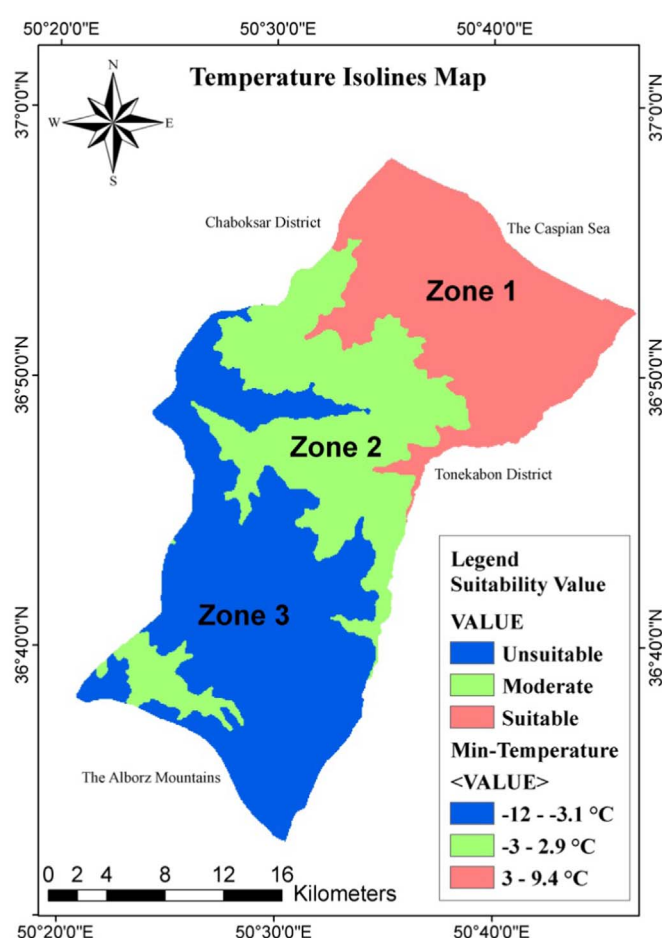 50°20'0"E 50°30'0"E 50°40'0"E
Temperature Isolines Map
N
W E
S
37°0'0"N
37°0'0"N
Chaboksar District
The Caspian Sea
Zone 1
36°50'0"N
36°50'0"N
Zone 2
Tonekabon District
Zone 3
36°40'0"N
36°40'0"N
The Alborz Mountains
Legend
Suitability Value
VALUE
Unsuitable
Moderate
Suitable
Min-Temperature
<VALUE>
-12 - -3.1 °C
-3 - 2.9 °C
3 - 9.4 °C
0 2 4 8 12 16
Kilometers
50°20'0"E 50°30'0"E 50°40'0"E